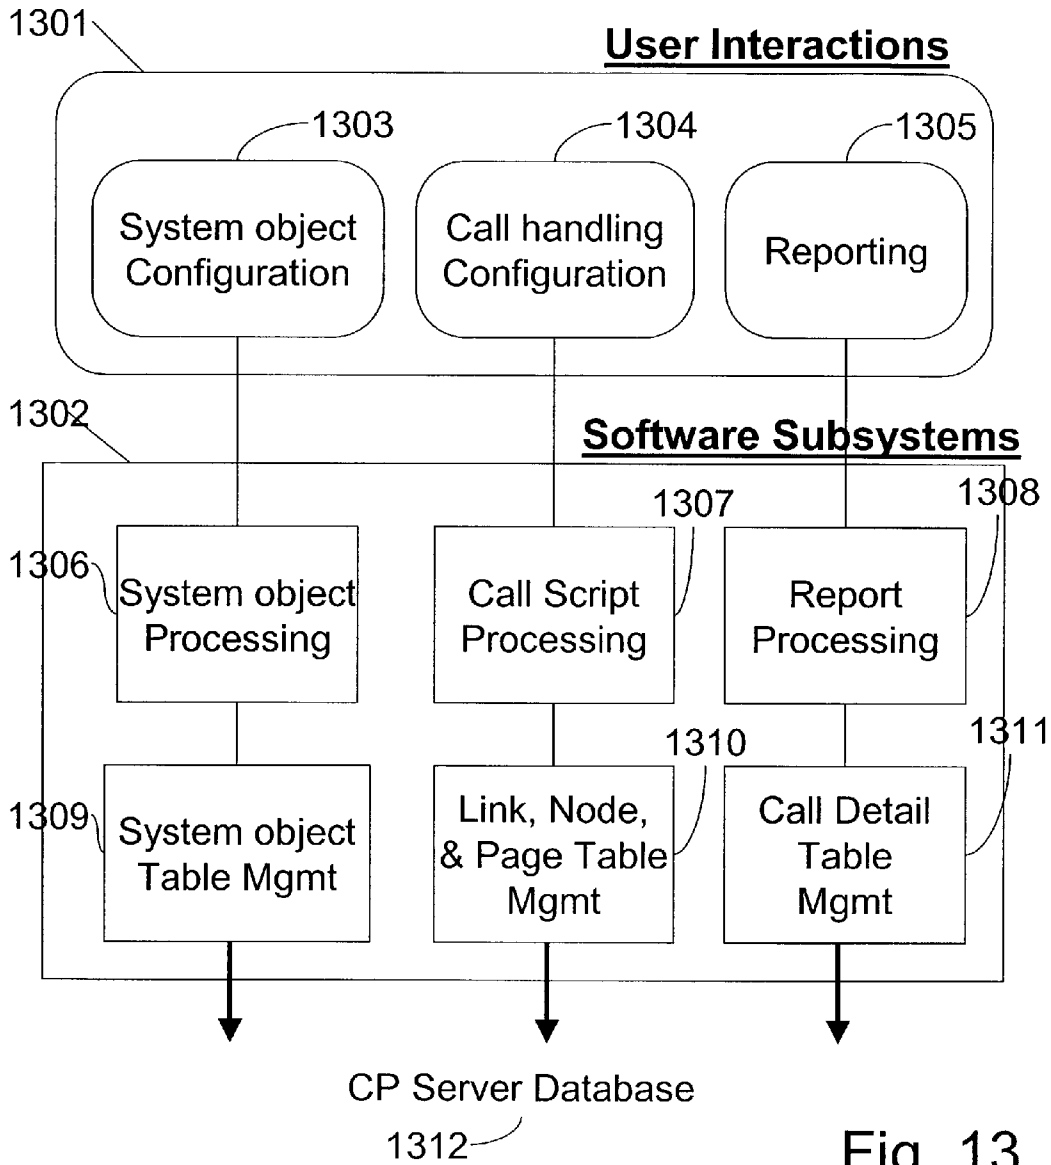 1301
User Interactions
1303
1304
1305
System object
Configuration
Call handling
Configuration
Reporting
1302
Software Subsystems
1307
1308
1306
System object
Processing
Call Script
Processing
Report
Processing
1310
1311
1309
System object
Table Mgmt
Link, Node,
& Page Table
Mgmt
Call Detail
Table
Mgmt
CP Server Database
1312
Fig. 13